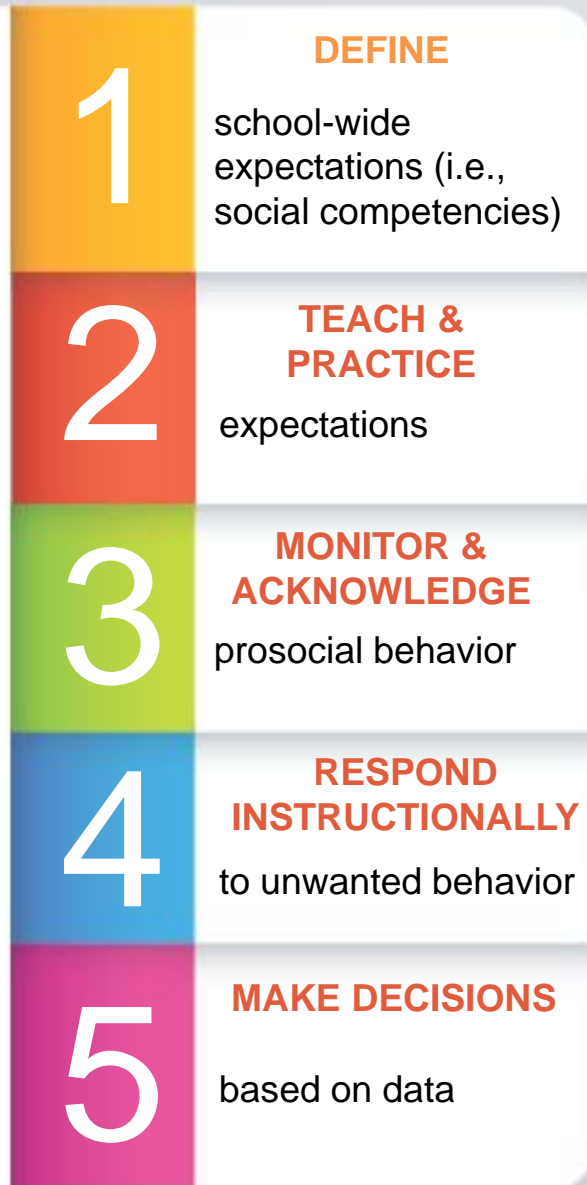 1
DEFINE
school-wide
expectations (i.e.,
social competencies)
2
TEACH &
PRACTICE
expectations
3
MONITOR &
ACKNOWLEDGE
prosocial behavior
4
RESPOND
INSTRUCTIONALLY
to unwanted behavior
5
MAKE DECISIONS
based on data